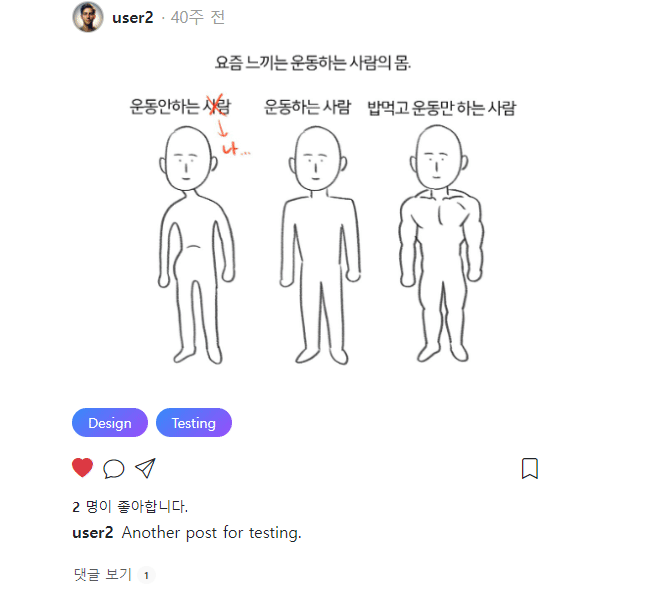 user2 · 40주 전
요즘 느끼는 운동하는 사람의 몸.
운동안하는 사람 운동하는 사람 밥먹고 운동만 하는 사람
나...
Design Testing
2 명이 좋아합니다.
user2 Another post for testing.
댓글 보기 1